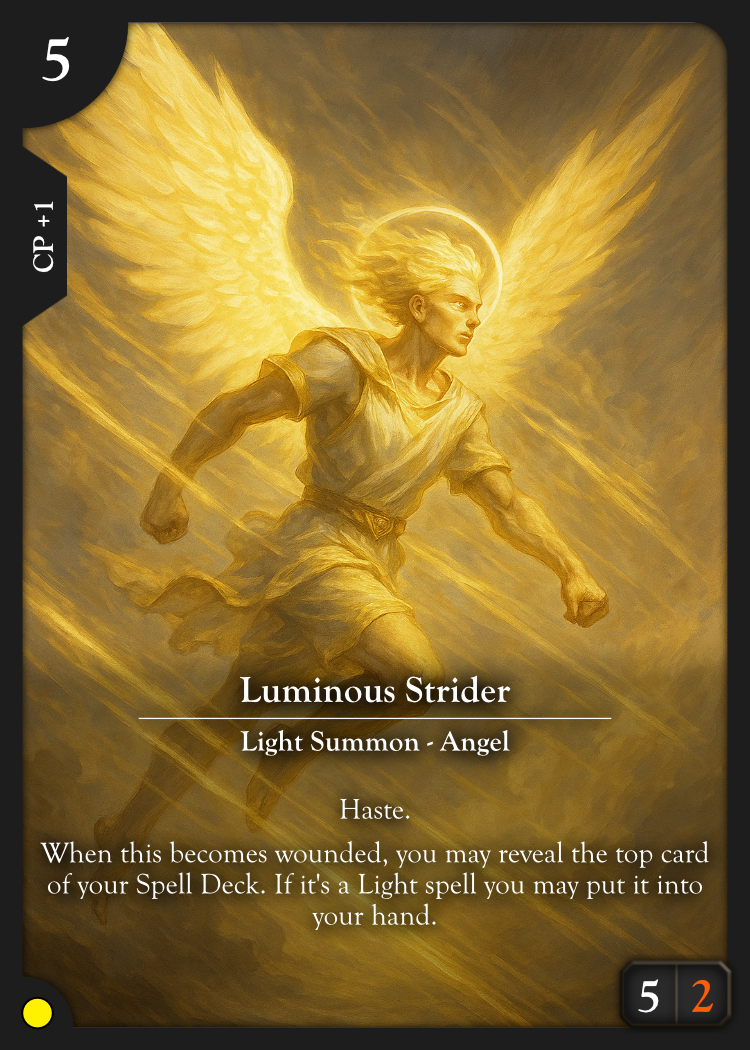 5
CP +1
Luminous Strider
Light Summon - Angel
Haste.
When this becomes wounded, you may reveal the top card
of your Spell Deck. If it's a Light spell you may put it into
your hand.
5 2